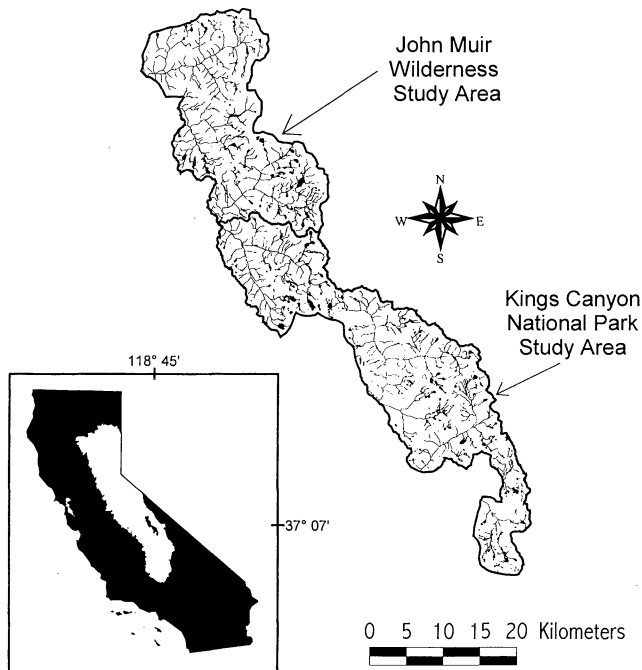 John Muir
Wilderness
Study Area
N
W E
S
Kings Canyon
National Park
Study Area
118° 45'
37° 07'
0 5 10 15 20 Kilometers